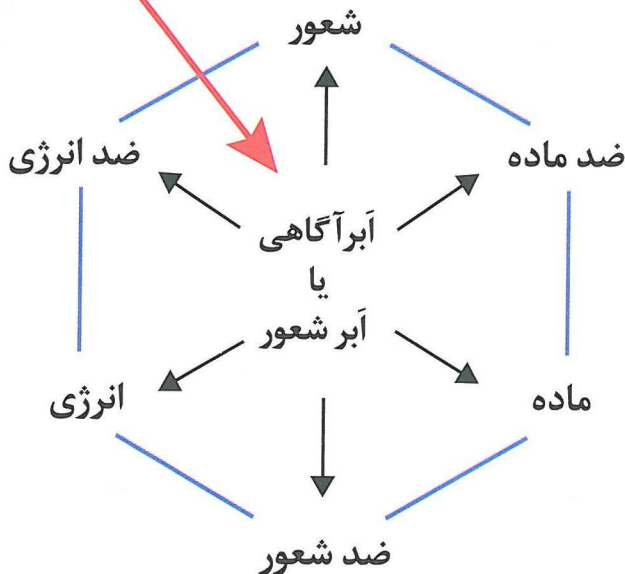 شعور
ضد ماده
ضد انرژی
اَبرآگاهی
یا
اَبر شعور
ماده
انرژی
ضد شعور